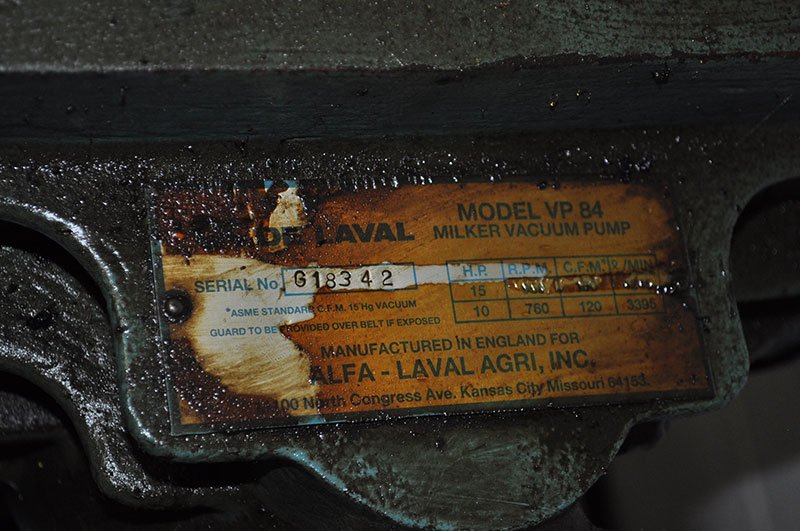 DE LAVAL
MODEL VP 84
MILKER VACUUM PUMP
SERIAL No. G18342
H.P. R.P.M. C.F.M.* ℓ/MIN
15
10 760 120 3395
*ASME STANDARD C.F.M. 15 Hg VACUUM
GUARD TO BE PROVIDED OVER BELT IF EXPOSED
MANUFACTURED IN ENGLAND FOR
ALFA - LAVAL AGRI, INC.
North Congress Ave. Kansas City Missouri 64153.